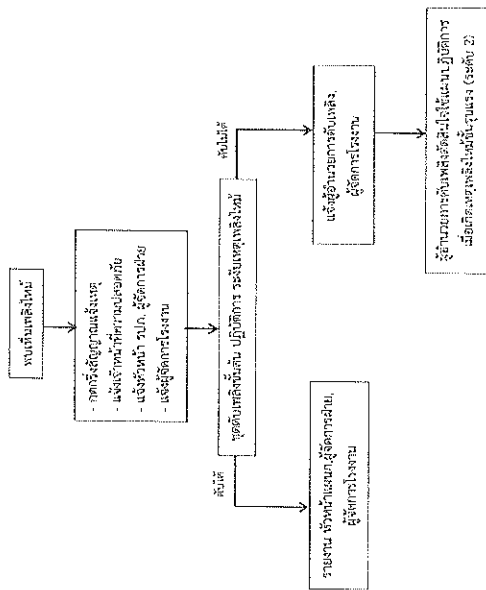 พบเห็นเพลิงไหม้
- กดกริ่งสัญญาณแจ้งเหตุ
- แจ้งเจ้าหน้าที่ความปลอดภัย
- แจ้งหัวหน้า รปภ. ผู้จัดการฝ่าย
- แจ้งผู้จัดการโรงงาน
ชุดดับเพลิงขั้นต้น ปฏิบัติการ ระงับเหตุเพลิงไหม้
ดับได้
ดับไม่ได้
รายงาน หัวหน้าแผนก,ผู้จัดการฝ่าย,
ผู้จัดการโรงงาน
แจ้งผู้อำนวยการดับเพลิง,
ผู้จัดการโรงงาน
ผู้อำนวยการดับเพลิงตัดสินใจใช้แผนปฏิบัติการ
เมื่อเกิดเหตุเพลิงไหม้ขั้นรุนแรง (ระดับ 2)